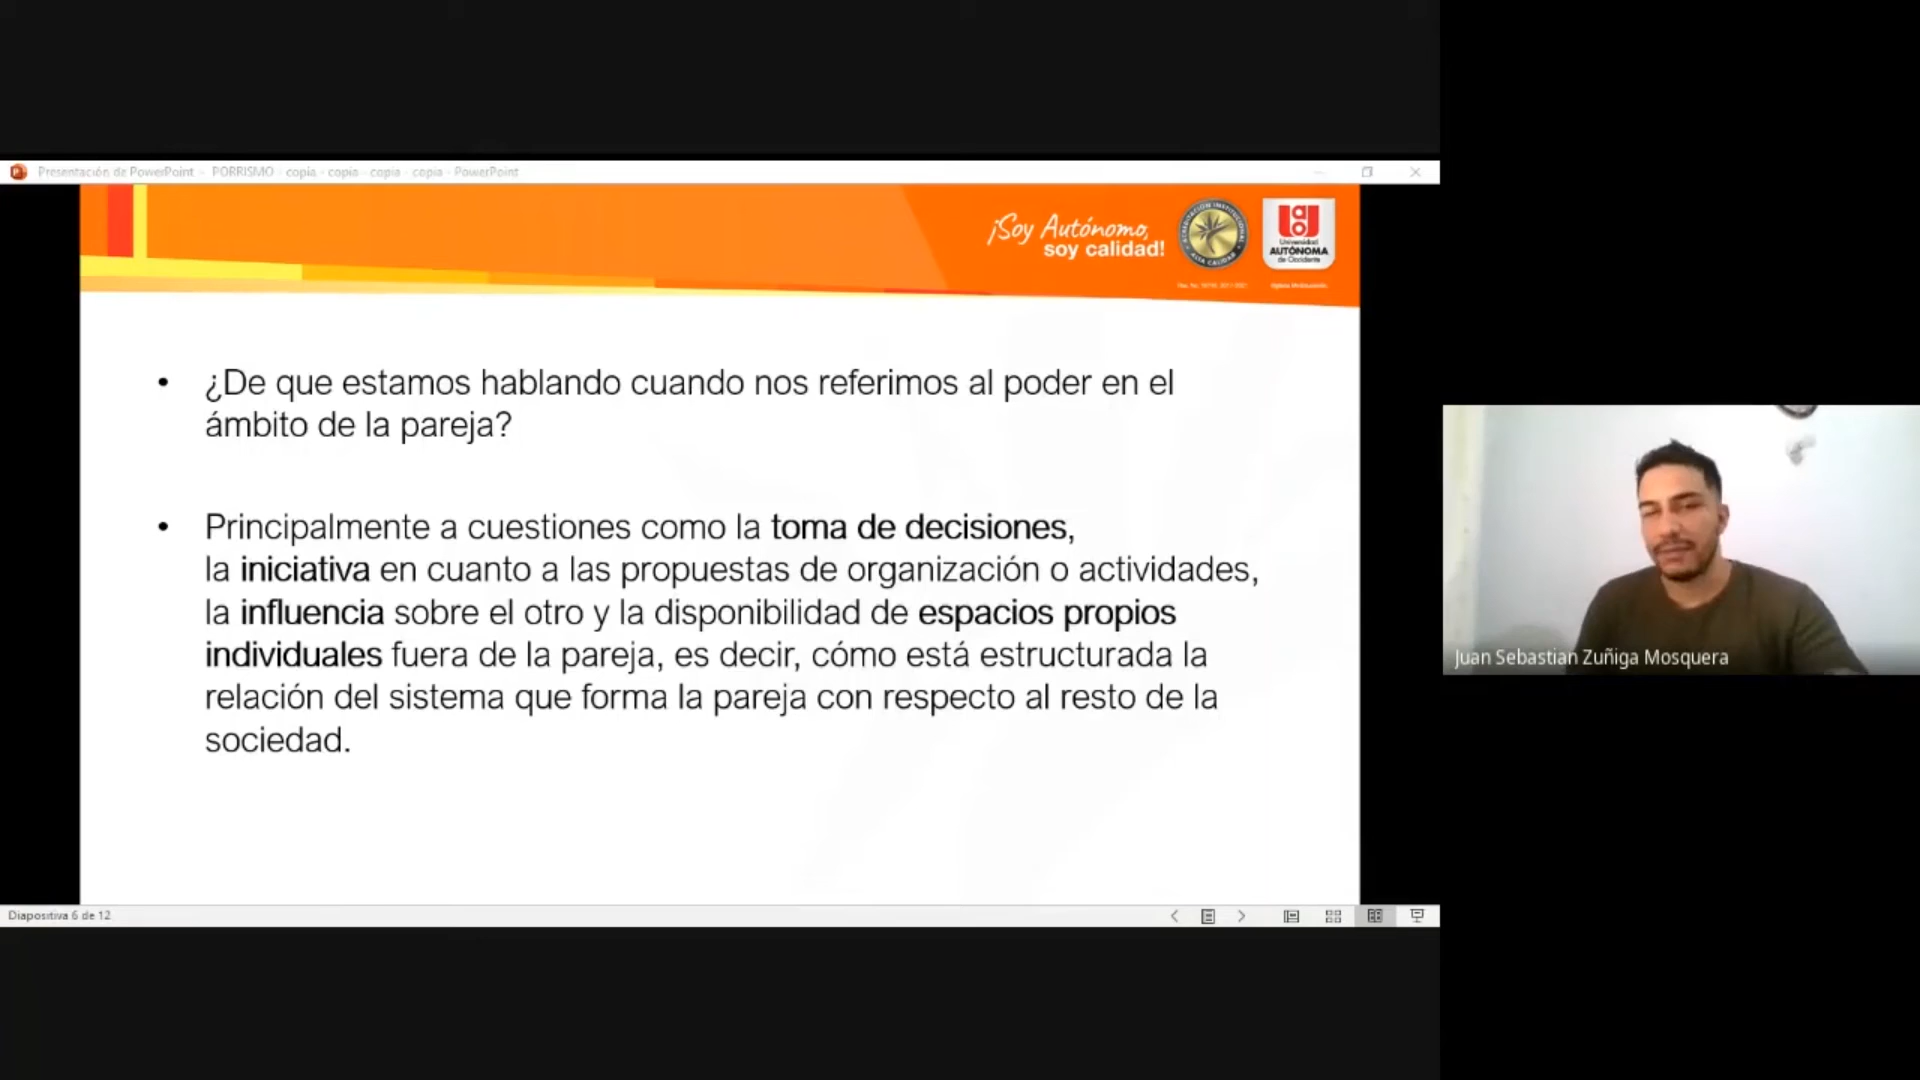 Presentación de PowerPoint - PORRISMO - copia - copia - copia - copia - PowerPoint
¡Soy Autónomo,
soy calidad!
ACREDITACIÓN INSTITUCIONAL
ALTA CALIDAD
Universidad
AUTÓNOMA
de Occidente
¿De que estamos hablando cuando nos referimos al poder en el
ámbito de la pareja?
Principalmente a cuestiones como la toma de decisiones,
la iniciativa en cuanto a las propuestas de organización o actividades,
la influencia sobre el otro y la disponibilidad de espacios propios
individuales fuera de la pareja, es decir, cómo está estructurada la
relación del sistema que forma la pareja con respecto al resto de la
sociedad.
Juan Sebastian Zuñiga Mosquera
Diapositiva 6 de 12